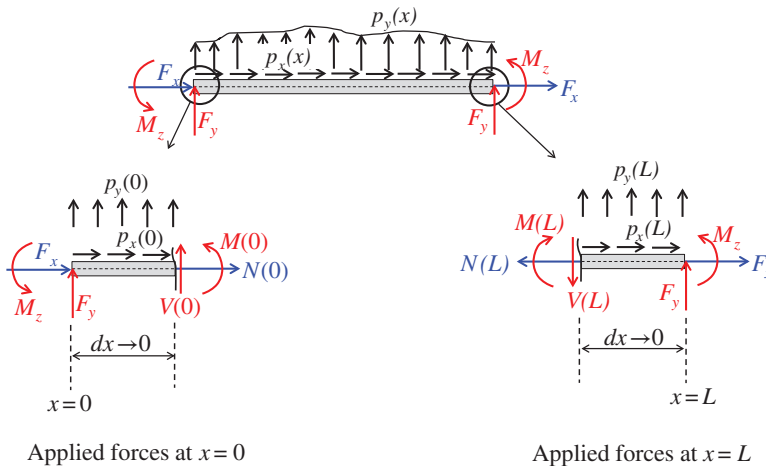 p_y(x)
p_x(x)
F_x
M_z
F_y
F_y
M_z
F_x
p_y(0)
p_x(0)
F_x
M_z
F_y
V(0)
M(0)
N(0)
dx→0
x=0
Applied forces at x = 0
p_y(L)
p_x(L)
M(L)
N(L)
V(L)
F_y
M_z
F
dx→0
x=L
Applied forces at x = L